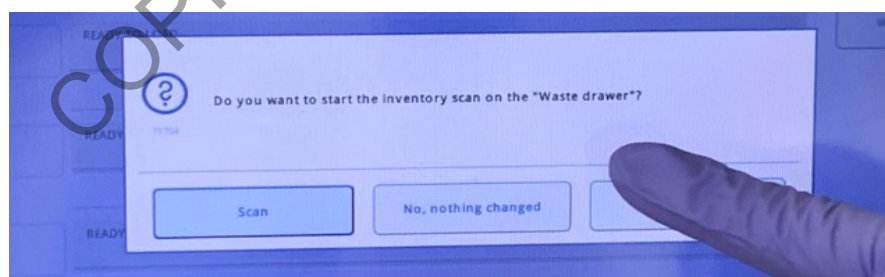 READY TO LOAD
Do you want to start the inventory scan on the "Waste drawer"?
READY
Scan
No, nothing changed
READY